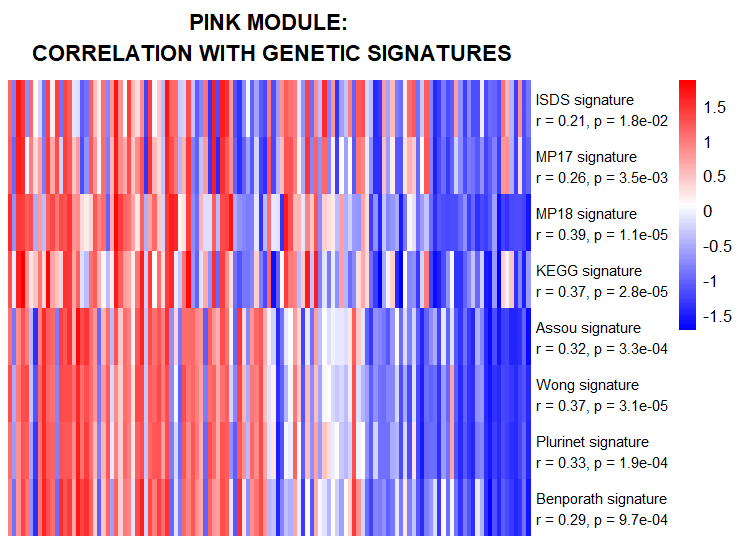 PINK MODULE:
CORRELATION WITH GENETIC SIGNATURES
ISDS signature
r = 0.21, p = 1.8e-02
MP17 signature
r = 0.26, p = 3.5e-03
MP18 signature
r = 0.39, p = 1.1e-05
KEGG signature
r = 0.37, p = 2.8e-05
Assou signature
r = 0.32, p = 3.3e-04
Wong signature
r = 0.37, p = 3.1e-05
Plurinet signature
r = 0.33, p = 1.9e-04
Benporath signature
r = 0.29, p = 9.7e-04
1.5
1
0.5
0
-0.5
-1
-1.5